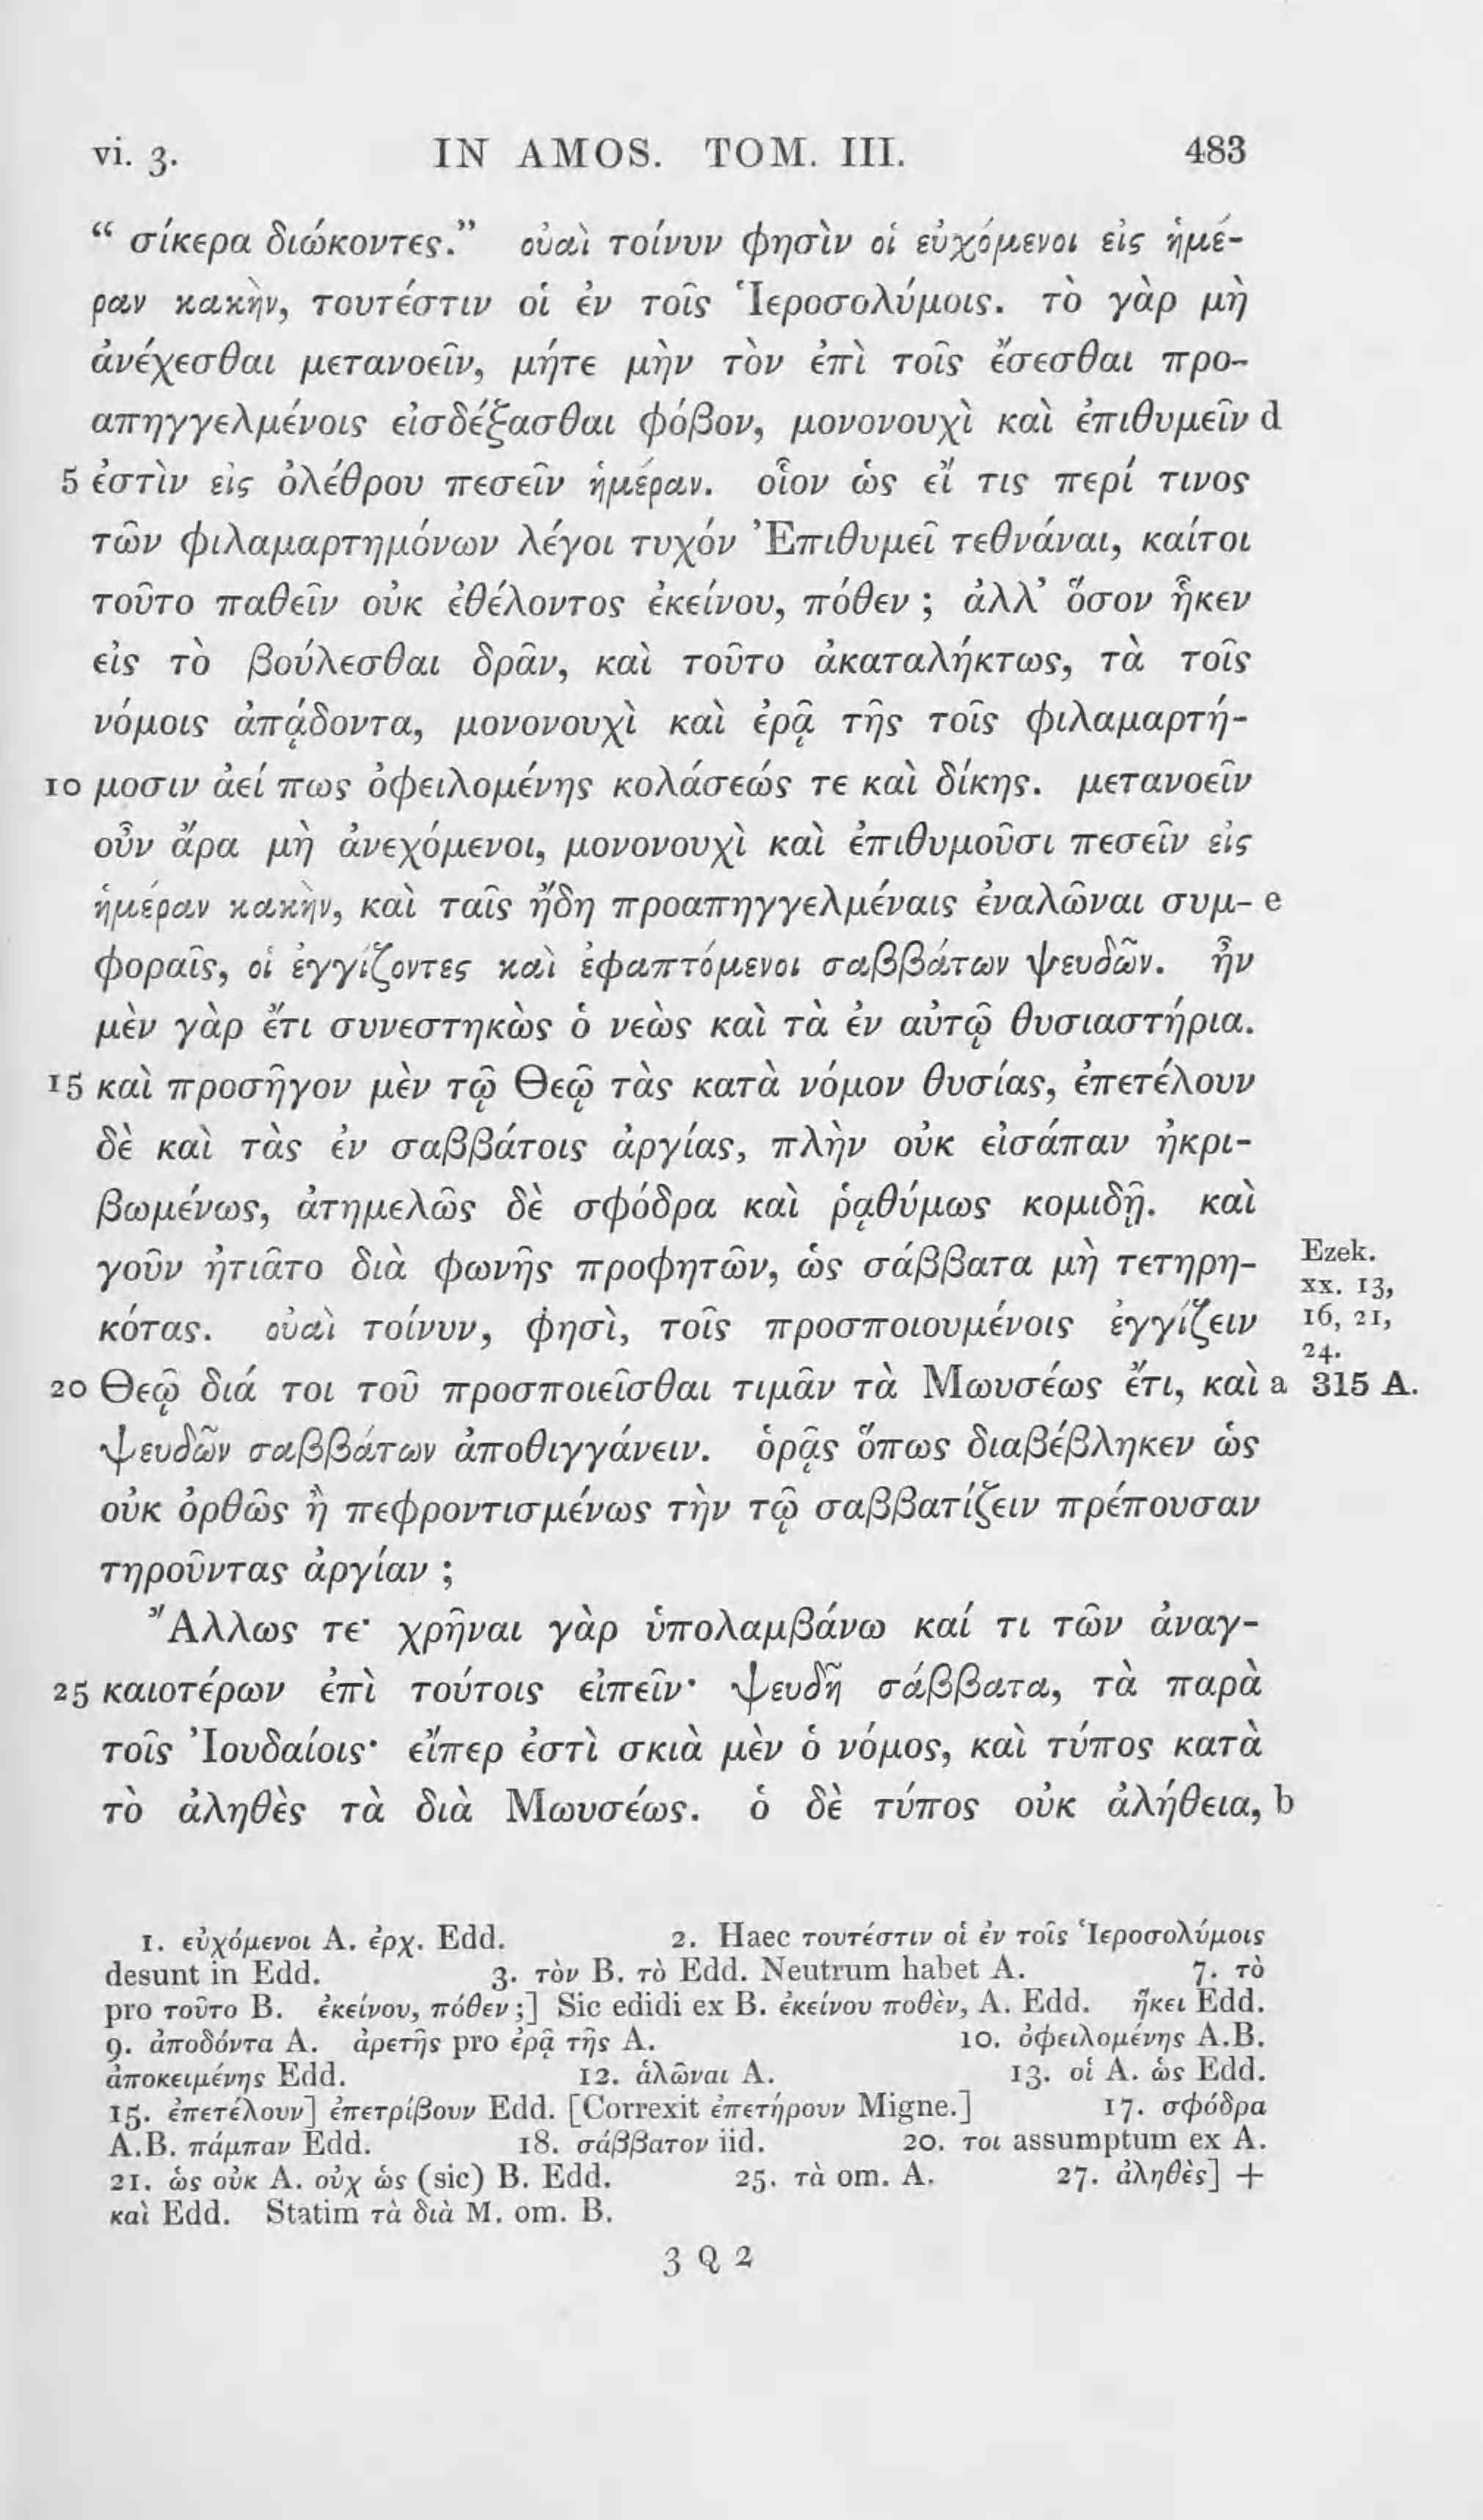 vi. 3. IN AMOS. TOM. III. 483
“ σίκερα διώκοντες.” οὐαὶ τοίνυν φησὶν οἱ εὐχόμενοι εἰς ἡμέ-
ραν κακὴν, τουτέστιν οἱ ἐν τοῖς Ἱεροσολύμοις. τὸ γὰρ μὴ
ἀνέχεσθαι μετανοεῖν, μήτε μὴν τὸν ἐπὶ τοῖς ἔσεσθαι προ-
απηγγελμένοις εἰσδέξασθαι φόβον, μονονουχὶ καὶ ἐπιθυμεῖν d
5 ἐστὶν εἰς ὀλέθρου πεσεῖν ἡμέραν. οἷον ὡς εἴ τις περί τινος
τῶν φιλαμαρτημόνων λέγοι τυχόν Ἐπιθυμεῖ τεθνάναι, καίτοι
τοῦτο παθεῖν οὐκ ἐθέλοντος ἐκείνου, πόθεν ; ἀλλ’ ὅσον ἧκεν
εἰς τὸ βούλεσθαι δρᾶν, καὶ τοῦτο ἀκαταλήκτως, τὰ τοῖς
νόμοις ἀπᾴδοντα, μονονουχὶ καὶ ἐρᾷ τῆς τοῖς φιλαμαρτή-
10 μοσιν ἀεί πως ὀφειλομένης κολάσεώς τε καὶ δίκης. μετανοεῖν
οὖν ἄρα μὴ ἀνεχόμενοι, μονονουχὶ καὶ ἐπιθυμοῦσι πεσεῖν εἰς
ἡμέραν κακὴν, καὶ ταῖς ἤδη προαπηγγελμέναις ἐναλῶναι συμ- e
φοραῖς, οἱ ἐγγίζοντες καὶ ἐφαπτόμενοι σαββάτων ψευδῶν. ἦν
μὲν γὰρ ἔτι συνεστηκὼς ὁ νεὼς καὶ τὰ ἐν αὐτῷ θυσιαστήρια.
15 καὶ προσῆγον μὲν τῷ Θεῷ τὰς κατὰ νόμον θυσίας, ἐπετέλουν
δὲ καὶ τὰς ἐν σαββάτοις ἀργίας, πλὴν οὐκ εἰσάπαν ἠκρι-
βωμένως, ἀτημελῶς δὲ σφόδρα καὶ ῥᾳθύμως κομιδῇ. καὶ
γοῦν ᾐτιᾶτο διὰ φωνῆς προφητῶν, ὡς σάββατα μὴ τετηρη- Ezek.
xx. 13,
κότας. οὐαὶ τοίνυν, φησὶ, τοῖς προσποιουμένοις ἐγγίζειν 16, 21,
24.
20 Θεῷ διά τοι τοῦ προσποιεῖσθαι τιμᾶν τὰ Μωυσέως ἔτι, καὶ a 315 A.
ψευδῶν σαββάτων ἀποθιγγάνειν. ὁρᾷς ὅπως διαβέβληκεν ὡς
οὐκ ὀρθῶς ἢ πεφροντισμένως τὴν τῷ σαββατίζειν πρέπουσαν
τηροῦντας ἀργίαν ;
Ἄλλως τε· χρῆναι γὰρ ὑπολαμβάνω καί τι τῶν ἀναγ-
25 καιοτέρων ἐπὶ τούτοις εἰπεῖν· ψευδῆ σάββατα, τὰ παρὰ
τοῖς Ἰουδαίοις· εἴπερ ἐστὶ σκιὰ μὲν ὁ νόμος, καὶ τύπος κατὰ
τὸ ἀληθὲς τὰ διὰ Μωυσέως. ὁ δὲ τύπος οὐκ ἀλήθεια, b
1. εὐχόμενοι A. ἐρχ. Edd. 2. Haec τουτέστιν οἱ ἐν τοῖς Ἱεροσολύμοις
desunt in Edd. 3. τὸν B. τὸ Edd. Neutrum habet A. 7. τὸ
pro τοῦτο B. ἐκείνου, πόθεν ;] Sic edidi ex B. ἐκείνου ποθὲν, A. Edd. ἥκει Edd.
9. ἀποδόντα A. ἀρετῆς pro ἐρᾷ τῆς A. 10. ὀφειλομένης A.B.
ἀποκειμένης Edd. 12. ἁλῶναι A. 13. οἱ A. ὡς Edd.
15. ἐπετέλουν] ἐπετρίβουν Edd. [Correxit ἐπετήρουν Migne.] 17. σφόδρα
A.B. πάμπαν Edd. 18. σάββατον iid. 20. τοι assumptum ex A.
21. ὡς οὐκ A. οὐχ ὡς (sic) B. Edd. 25. τὰ om. A. 27. ἀληθὲς] +
καὶ Edd. Statim τὰ διὰ M. om. B.
3 Q 2